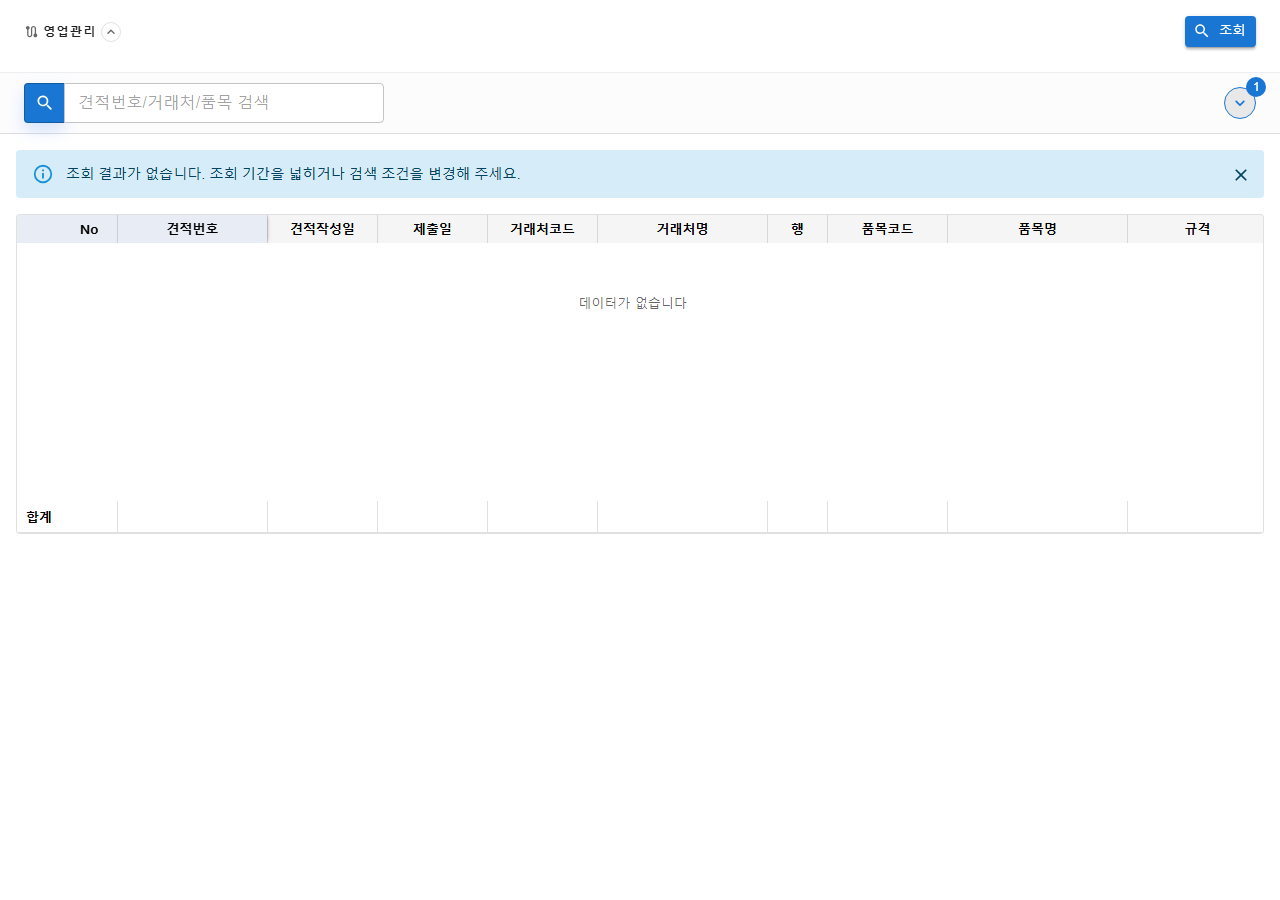 영업관리
조회
견적번호/거래처/품목 검색
1
조회 결과가 없습니다. 조회 기간을 넓히거나 검색 조건을 변경해 주세요.
No 견적번호 견적작성일 제출일 거래처코드 거래처명 행 품목코드 품목명 규격
데이터가 없습니다
합계